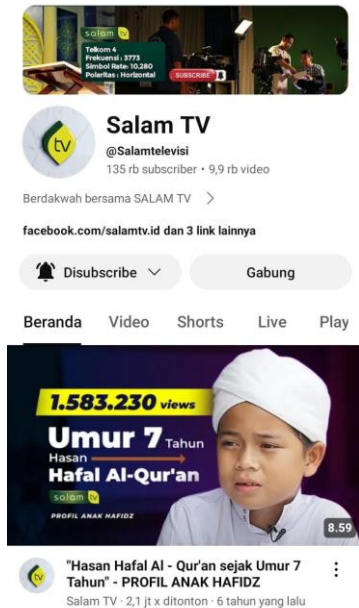 salam tv
Telkom 4
Frekuensi : 3773
Simbol Rate: 10.280
Polaritas : Horizontal
SUBSCRIBE
tv
Salam TV
@Salamtelevisi
135 rb subscriber • 9,9 rb video
Berdakwah bersama SALAM TV >
facebook.com/salamtv.id dan 3 link lainnya
Disubscribe
Gabung
Beranda Video Shorts Live Play
1.583.230 views
Umur 7 Tahun
Hasan
Hafal Al-Qur'an
salam tv
PROFIL ANAK HAFIDZ
8.59
tv
"Hasan Hafal Al - Qur'an sejak Umur 7
Tahun" - PROFIL ANAK HAFIDZ
Salam TV · 2,1 jt x ditonton · 6 tahun yang lalu